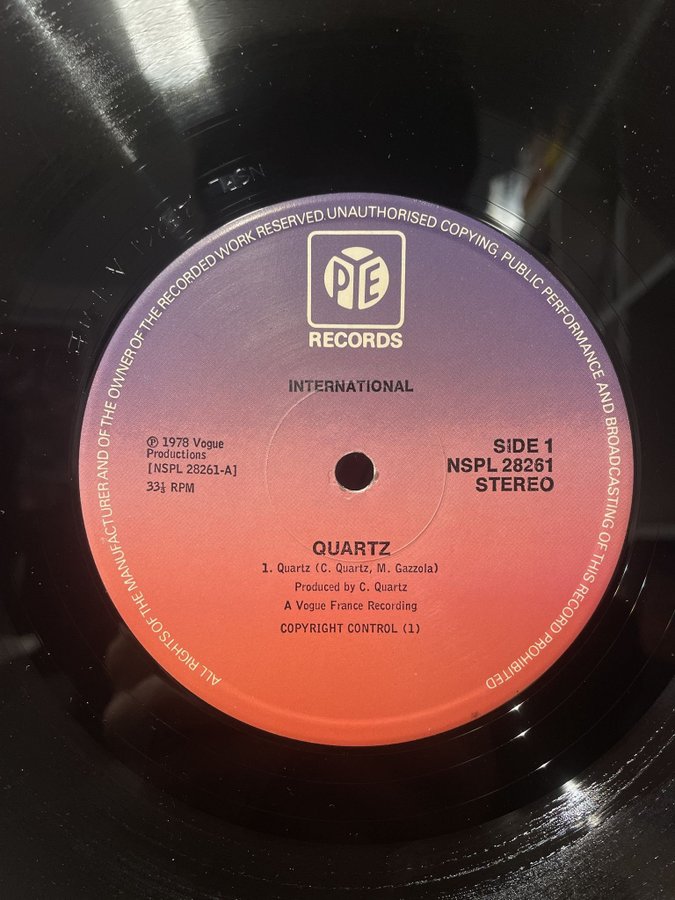 ALL RIGHTS OF THE MANUFACTURER AND OF THE OWNER OF THE RECORDED WORK RESERVED. UNAUTHORISED COPYING, PUBLIC PERFORMANCE AND BROADCASTING OF THIS RECORD PROHIBITED
PYE
RECORDS
INTERNATIONAL
℗ 1978 Vogue
Productions
[NSPL 28261-A]
33⅓ RPM
SIDE 1
NSPL 28261
STEREO
QUARTZ
1. Quartz (C. Quartz, M. Gazzola)
Produced by C. Quartz
A Vogue France Recording
COPYRIGHT CONTROL (1)